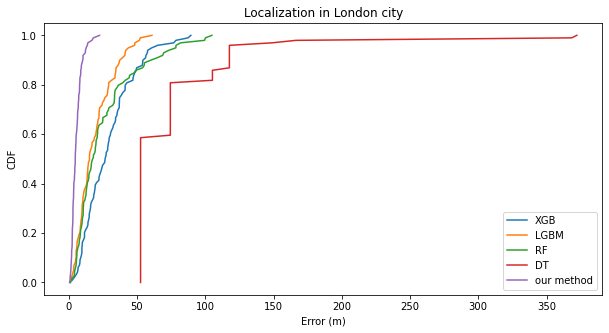 Localization in London city
1.0
0.8
0.6
0.4
0.2
0.0
CDF
XGB
LGBM
RF
DT
our method
0 50 100 150 200 250 300 350
Error (m)